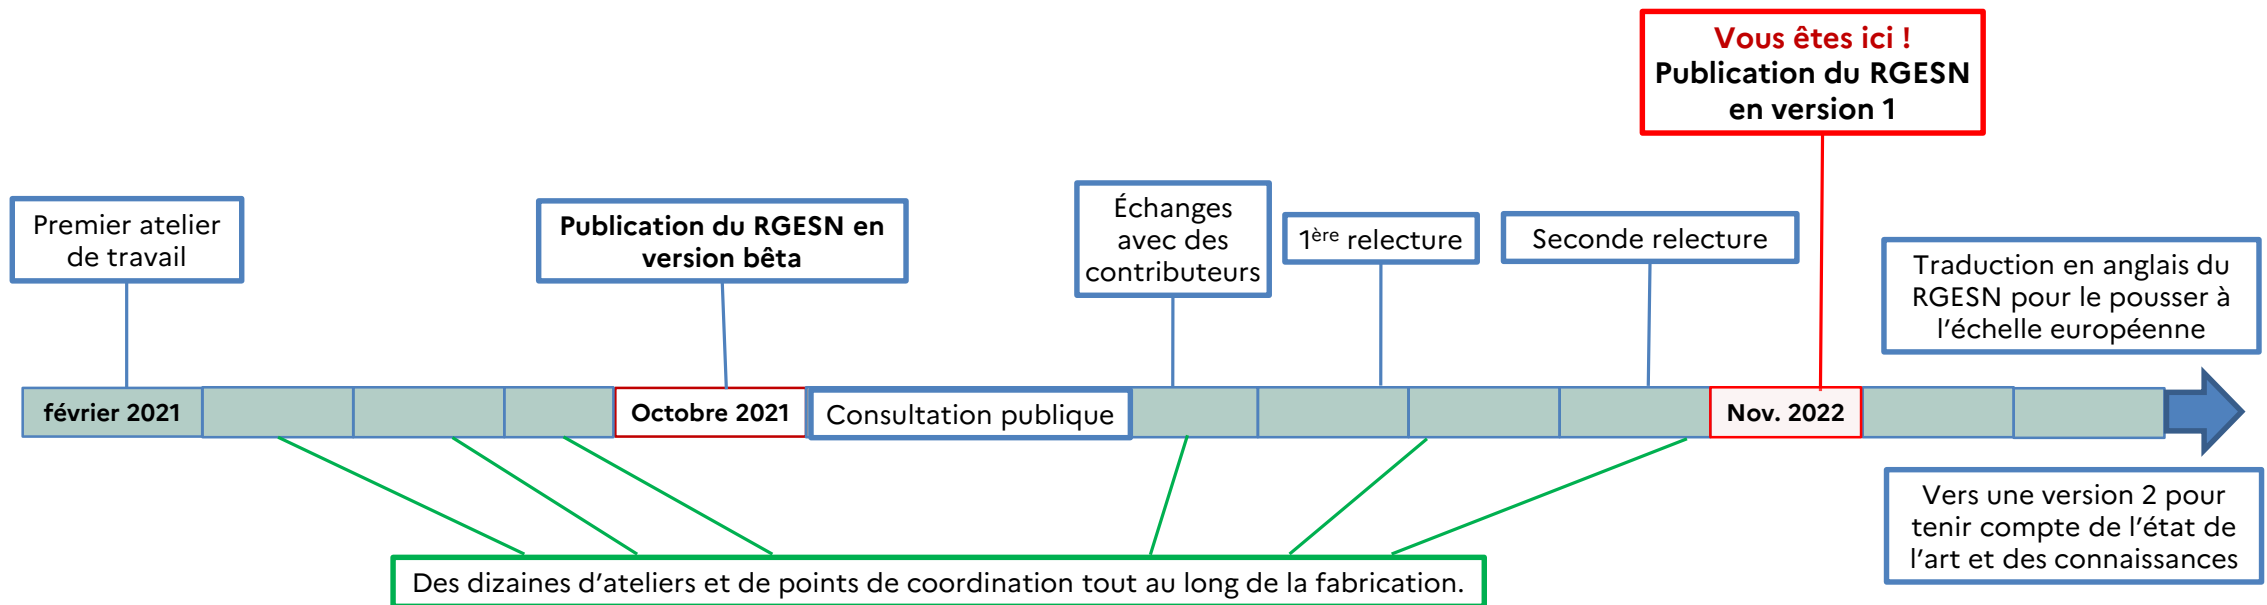 Vous êtes ici !
Publication du RGESN
en version 1
Premier atelier
de travail
Publication du RGESN en
version bêta
Échanges
avec des
contributeurs
1ère relecture
Seconde relecture
Traduction en anglais du
RGESN pour le pousser à
l’échelle européenne
février 2021
Octobre 2021
Consultation publique
Nov. 2022
Vers une version 2 pour
tenir compte de l’état de
l’art et des connaissances
Des dizaines d’ateliers et de points de coordination tout au long de la fabrication.